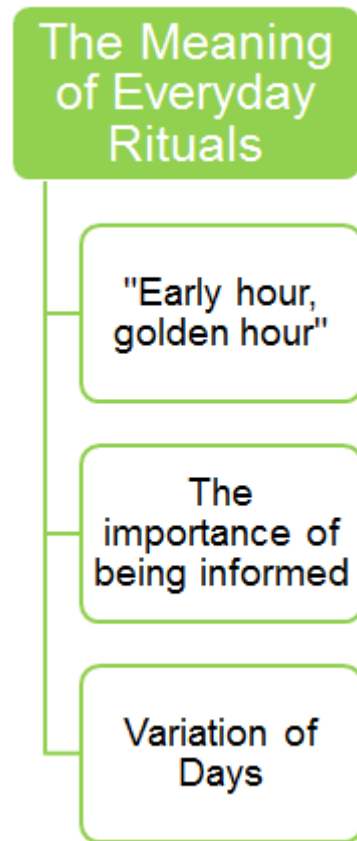 The Meaning
of Everyday
Rituals
"Early hour,
golden hour"
The
importance of
being informed
Variation of
Days